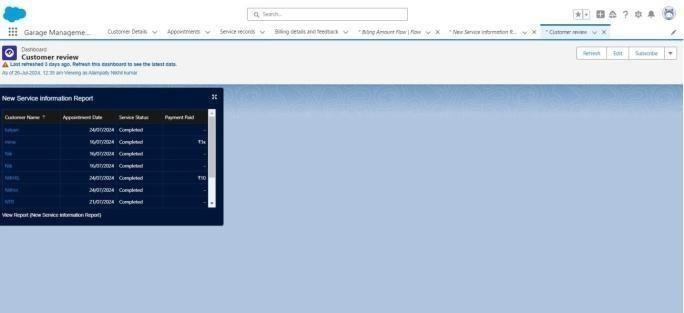 Search...
Garage Manageme... Customer Details Appointments Service records Billing details and feedback * Billing Amount Flow | Flow * New Service information R... * Customer review
Dashboard
Customer review
Last refreshed 3 days ago. Refresh this dashboard to see the latest data.
As of 26-Jul-2024, 12:35 am Viewing as Alampally Nikhil kumar
Refresh Edit Subscribe
New Service information Report
Customer Name ↑ Appointment Date Service Status Payment Paid
kalyan 24/07/2024 Completed -
16/07/2024 Completed ₹3k
Nik 16/07/2024 Completed -
Nik 16/07/2024 Completed -
24/07/2024 Completed ₹10
24/07/2024 Completed -
NTR 21/07/2024 Completed -
View Report (New Service information Report)